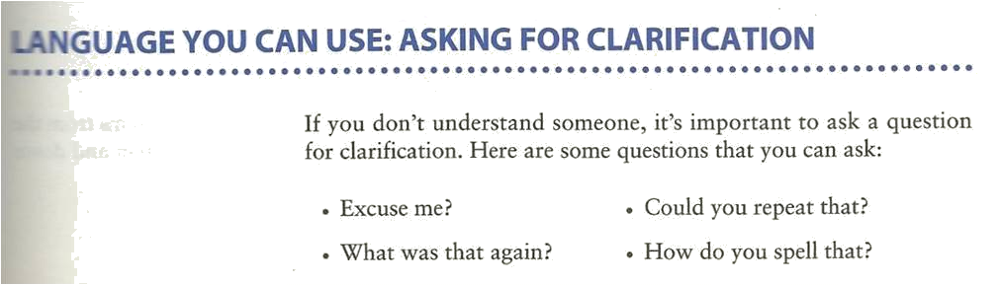 LANGUAGE YOU CAN USE: ASKING FOR CLARIFICATION
If you don't understand someone, it's important to ask a question
for clarification. Here are some questions that you can ask:
• Excuse me?
• Could you repeat that?
• What was that again?
• How do you spell that?